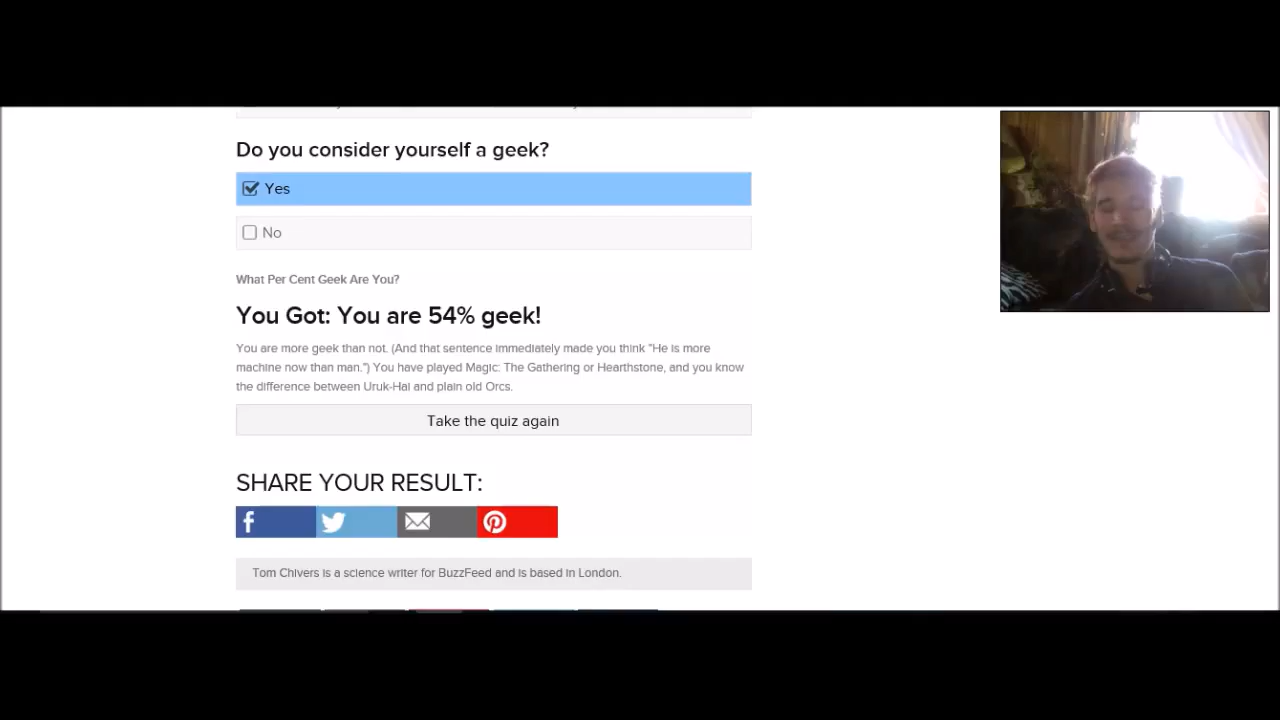 Do you consider yourself a geek?
Yes
No
What Per Cent Geek Are You?
You Got: You are 54% geek!
You are more geek than not. (And that sentence immediately made you think "He is more
machine now than man.") You have played Magic: The Gathering or Hearthstone, and you know
the difference between Uruk-Hai and plain old Orcs.
Take the quiz again
SHARE YOUR RESULT:
Tom Chivers is a science writer for BuzzFeed and is based in London.